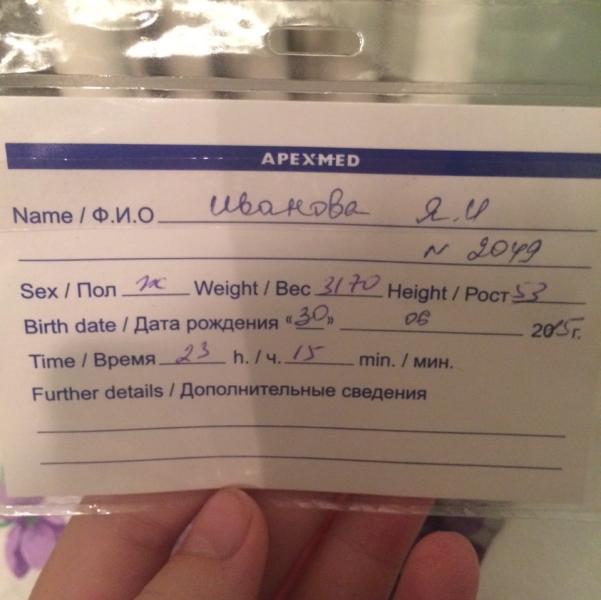 APEXMED
Name / Ф.И.О Иванова Я.И
N 2049
Sex / Пол ж Weight / Вес 3170 Height / Рост 53
Birth date / Дата рождения «30» 06 2015г.
Time / Время 23 h. / ч. 15 min. / мин.
Further details / Дополнительные сведения